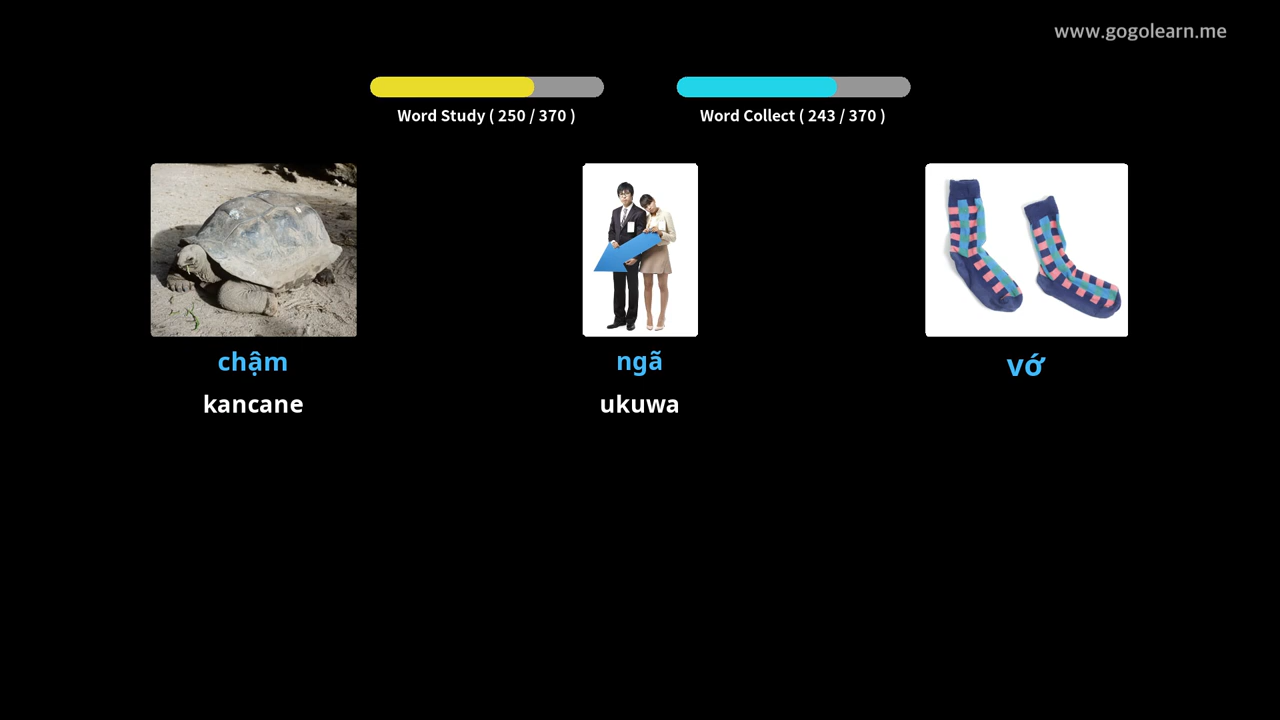 www.gogolearn.me
Word Study ( 250 / 370 )
Word Collect ( 243 / 370 )
chậm
ngã
vớ
kancane
ukuwa